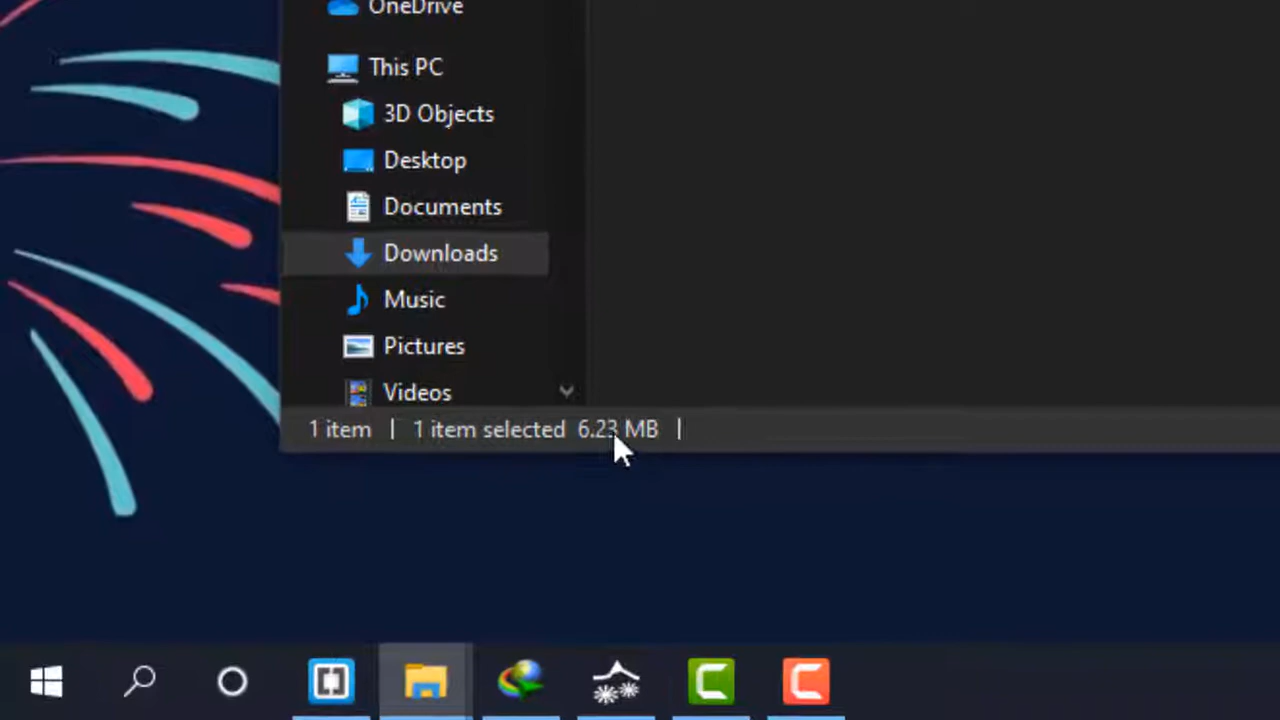 OneDrive
This PC
3D Objects
Desktop
Documents
Downloads
Music
Pictures
Videos
1 item | 1 item selected 6.23 MB |